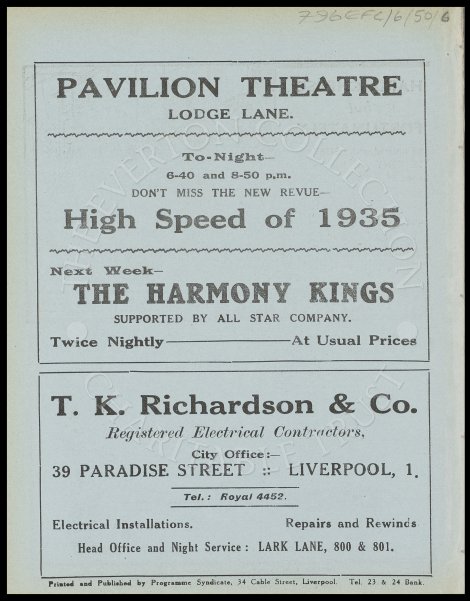 796EFC/6/50/6
PAVILION THEATRE
LODGE LANE.
To-Night—
6-40 and 8-50 p.m.
DON'T MISS THE NEW REVUE—
High Speed of 1935
Next Week—
THE HARMONY KINGS
SUPPORTED BY ALL STAR COMPANY.
Twice Nightly——At Usual Prices
T. K. Richardson & Co.
Registered Electrical Contractors,
City Office:—
39 PARADISE STREET :: LIVERPOOL, 1.
Tel.: Royal 4452.
Electrical Installations. Repairs and Rewinds
Head Office and Night Service: LARK LANE, 800 & 801.
Printed and Published by Programme Syndicate, 34 Cable Street, Liverpool. Tel. 23 & 24 Bank.
THE EVERTON COLLECTION